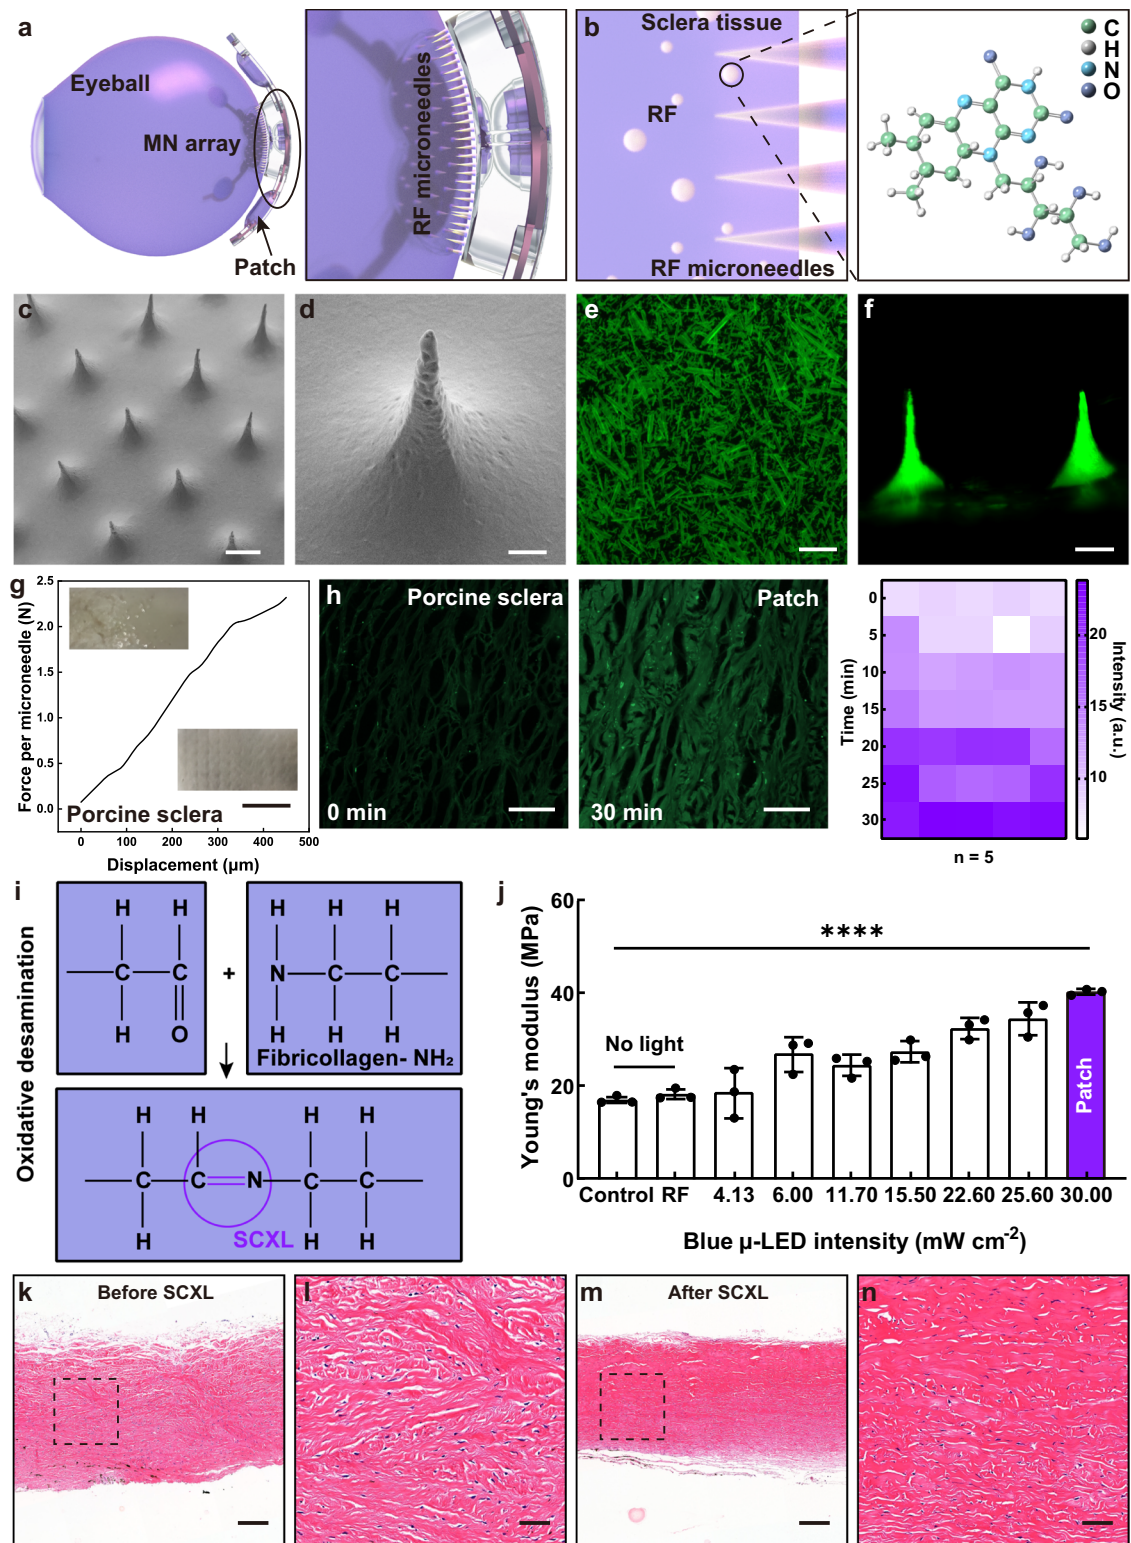 a
Eyeball
MN array
Patch
RF microneedles
b
Sclera tissue
RF
RF microneedles
C
H
N
O
c
d
e
f
g
Force per microneedle (N)
2.5
2.0
1.5
1.0
0.5
0.0
Porcine sclera
0 100 200 300 400 500
Displacement (µm)
h
Porcine sclera
0 min
Patch
30 min
Time (min)
0
5
10
15
20
25
30
n = 5
20
15
10
Intensity (a.u.)
i
Oxidative desamination
H H
C C
H O
+
H H H
N C C
H H H
Fibricollagen- NH₂
H H H H
C C N C C
H SCXL H H
j
Young's modulus (MPa)
60
40
20
0
****
No light
Patch
Control RF 4.13 6.00 11.70 15.50 22.60 25.60 30.00
Blue µ-LED intensity (mW cm⁻²)
k
Before SCXL
l
m
After SCXL
n